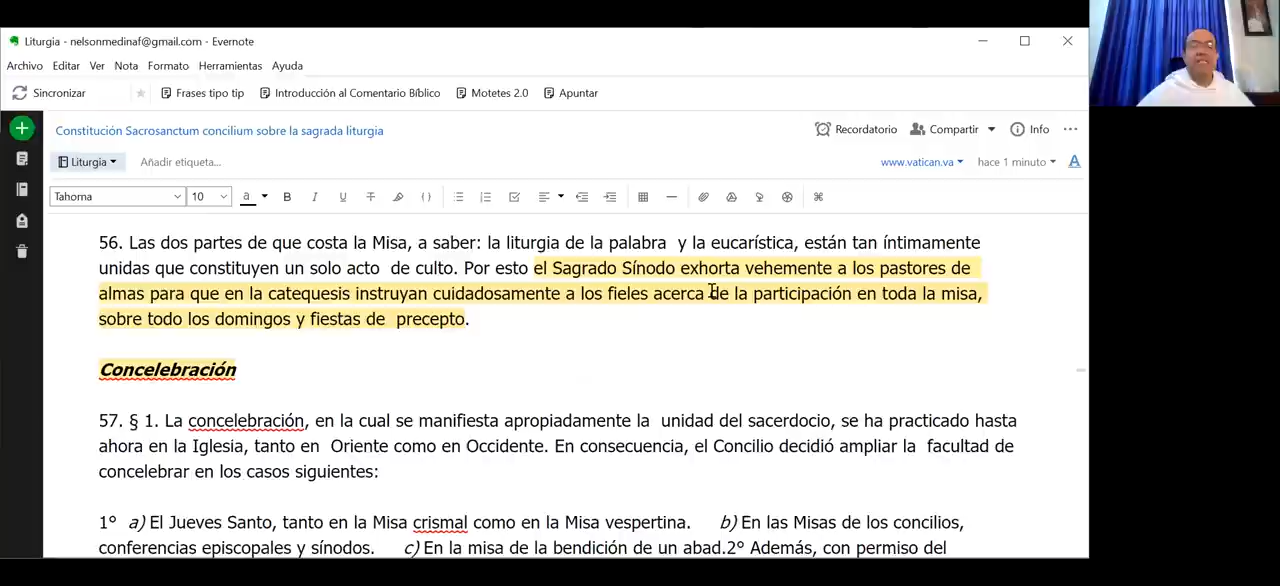 Liturgia - nelsonmedinaf@gmail.com - Evernote
Archivo Editar Ver Nota Formato Herramientas Ayuda
Sincronizar Frases tipo tip Introducción al Comentario Bíblico Motetes 2.0 Apuntar
Constitución Sacrosanctum concilium sobre la sagrada liturgia Recordatorio Compartir Info
Liturgia Añadir etiqueta... www.vatican.va hace 1 minuto
Tahoma 10 a B I U T
56. Las dos partes de que costa la Misa, a saber: la liturgia de la palabra y la eucarística, están tan íntimamente
unidas que constituyen un solo acto de culto. Por esto el Sagrado Sínodo exhorta vehemente a los pastores de
almas para que en la catequesis instruyan cuidadosamente a los fieles acerca de la participación en toda la misa,
sobre todo los domingos y fiestas de precepto.
Concelebración
57. § 1. La concelebración, en la cual se manifiesta apropiadamente la unidad del sacerdocio, se ha practicado hasta
ahora en la Iglesia, tanto en Oriente como en Occidente. En consecuencia, el Concilio decidió ampliar la facultad de
concelebrar en los casos siguientes:
1° a) El Jueves Santo, tanto en la Misa crismal como en la Misa vespertina. b) En las Misas de los concilios,
conferencias episcopales y sínodos. c) En la misa de la bendición de un abad.2° Además, con permiso del